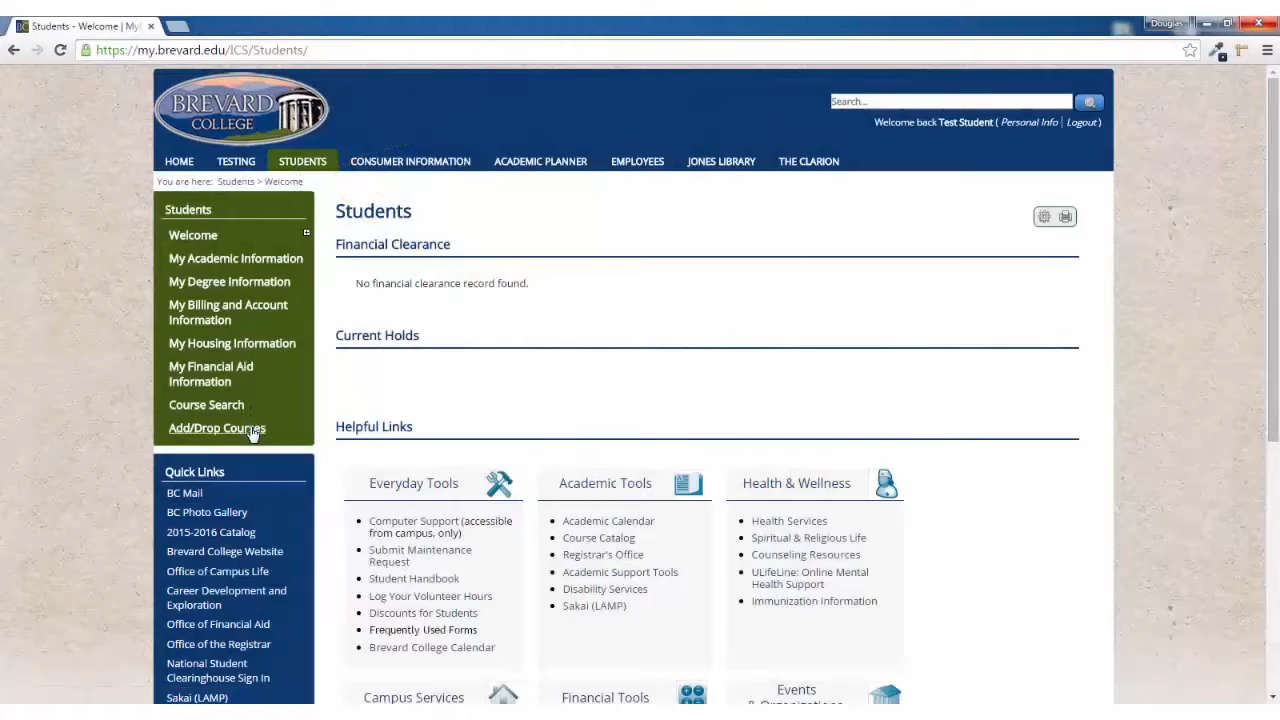 Students - Welcome | My
Douglas
https://my.brevard.edu/ICS/Students/
BREVARD
COLLEGE
Search...
Welcome back Test Student ( Personal Info | Logout )
HOME TESTING STUDENTS CONSUMER INFORMATION ACADEMIC PLANNER EMPLOYEES JONES LIBRARY THE CLARION
You are here: Students > Welcome
Students
Welcome
My Academic Information
My Degree Information
My Billing and Account
Information
My Housing Information
My Financial Aid
Information
Course Search
Add/Drop Courses
Quick Links
BC Mail
BC Photo Gallery
2015-2016 Catalog
Brevard College Website
Office of Campus Life
Career Development and
Exploration
Office of Financial Aid
Office of the Registrar
National Student
Clearinghouse Sign In
Sakai (LAMP)
Students
Financial Clearance
No financial clearance record found.
Current Holds
Helpful Links
Everyday Tools
Computer Support (accessible
from campus, only)
Submit Maintenance
Request
Student Handbook
Log Your Volunteer Hours
Discounts for Students
Frequently Used Forms
Brevard College Calendar
Academic Tools
Academic Calendar
Course Catalog
Registrar's Office
Academic Support Tools
Disability Services
Sakai (LAMP)
Health & Wellness
Health Services
Spiritual & Religious Life
Counseling Resources
ULifeLine: Online Mental
Health Support
Immunization Information
Campus Services
Financial Tools
Events